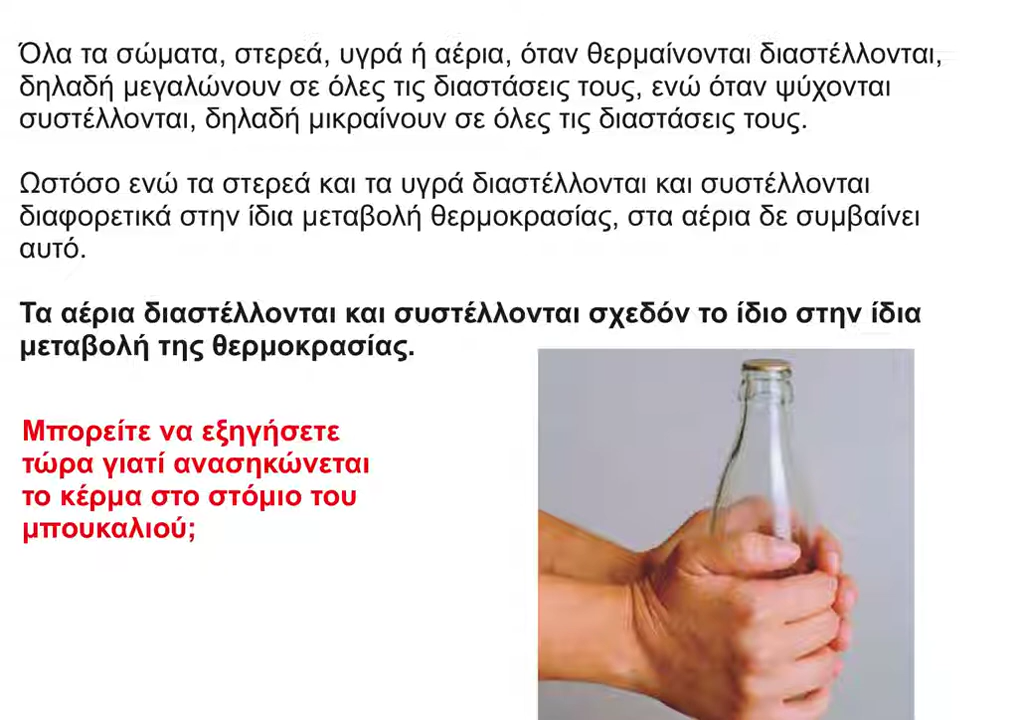 Όλα τα σώματα, στερεά, υγρά ή αέρια, όταν θερμαίνονται διαστέλλονται,
δηλαδή μεγαλώνουν σε όλες τις διαστάσεις τους, ενώ όταν ψύχονται
συστέλλονται, δηλαδή μικραίνουν σε όλες τις διαστάσεις τους.
Ωστόσο ενώ τα στερεά και τα υγρά διαστέλλονται και συστέλλονται
διαφορετικά στην ίδια μεταβολή θερμοκρασίας, στα αέρια δε συμβαίνει
αυτό.
Τα αέρια διαστέλλονται και συστέλλονται σχεδόν το ίδιο στην ίδια
μεταβολή της θερμοκρασίας.
Μπορείτε να εξηγήσετε
τώρα γιατί ανασηκώνεται
το κέρμα στο στόμιο του
μπουκαλιού;